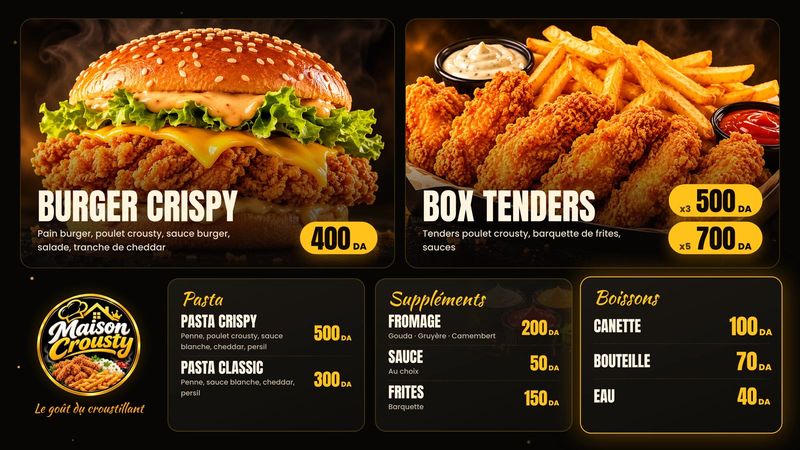 BURGER CRISPY
Pain burger, poulet crousty, sauce burger,
salade, tranche de cheddar
400 DA
BOX TENDERS
Tenders poulet crousty, barquette de frites,
sauces
x3 500 DA
x5 700 DA
Maison
Crousty
Le goût du croustillant
Pasta
PASTA CRISPY
Penne, poulet crousty, sauce
blanche, cheddar, persil
500 DA
PASTA CLASSIC
Penne, sauce blanche, cheddar,
persil
300 DA
Suppléments
FROMAGE
Gouda · Gruyère · Camembert
200 DA
SAUCE
Au choix
50 DA
FRITES
Barquette
150 DA
Boissons
CANETTE
100 DA
BOUTEILLE
70 DA
EAU
40 DA